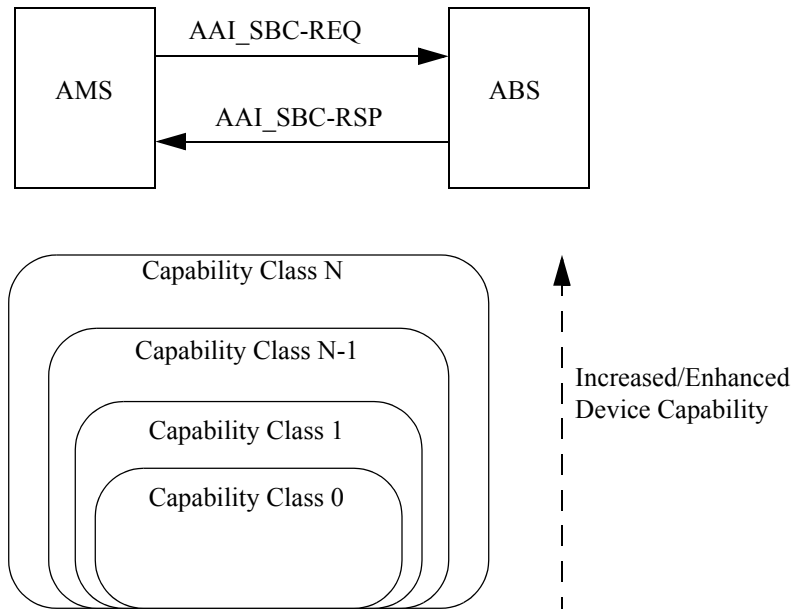 AAI_SBC-REQ
AMS
ABS
AAI_SBC-RSP
Capability Class N
Capability Class N-1
Increased/Enhanced
Device Capability
Capability Class 1
Capability Class 0